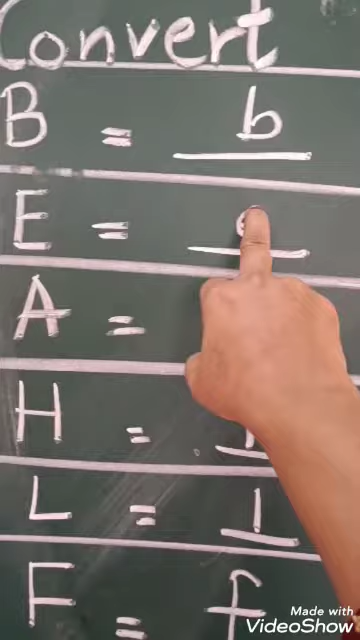 Convert
B = b
E = e
A =
H =
L = l
F = f
Made with
VideoShow